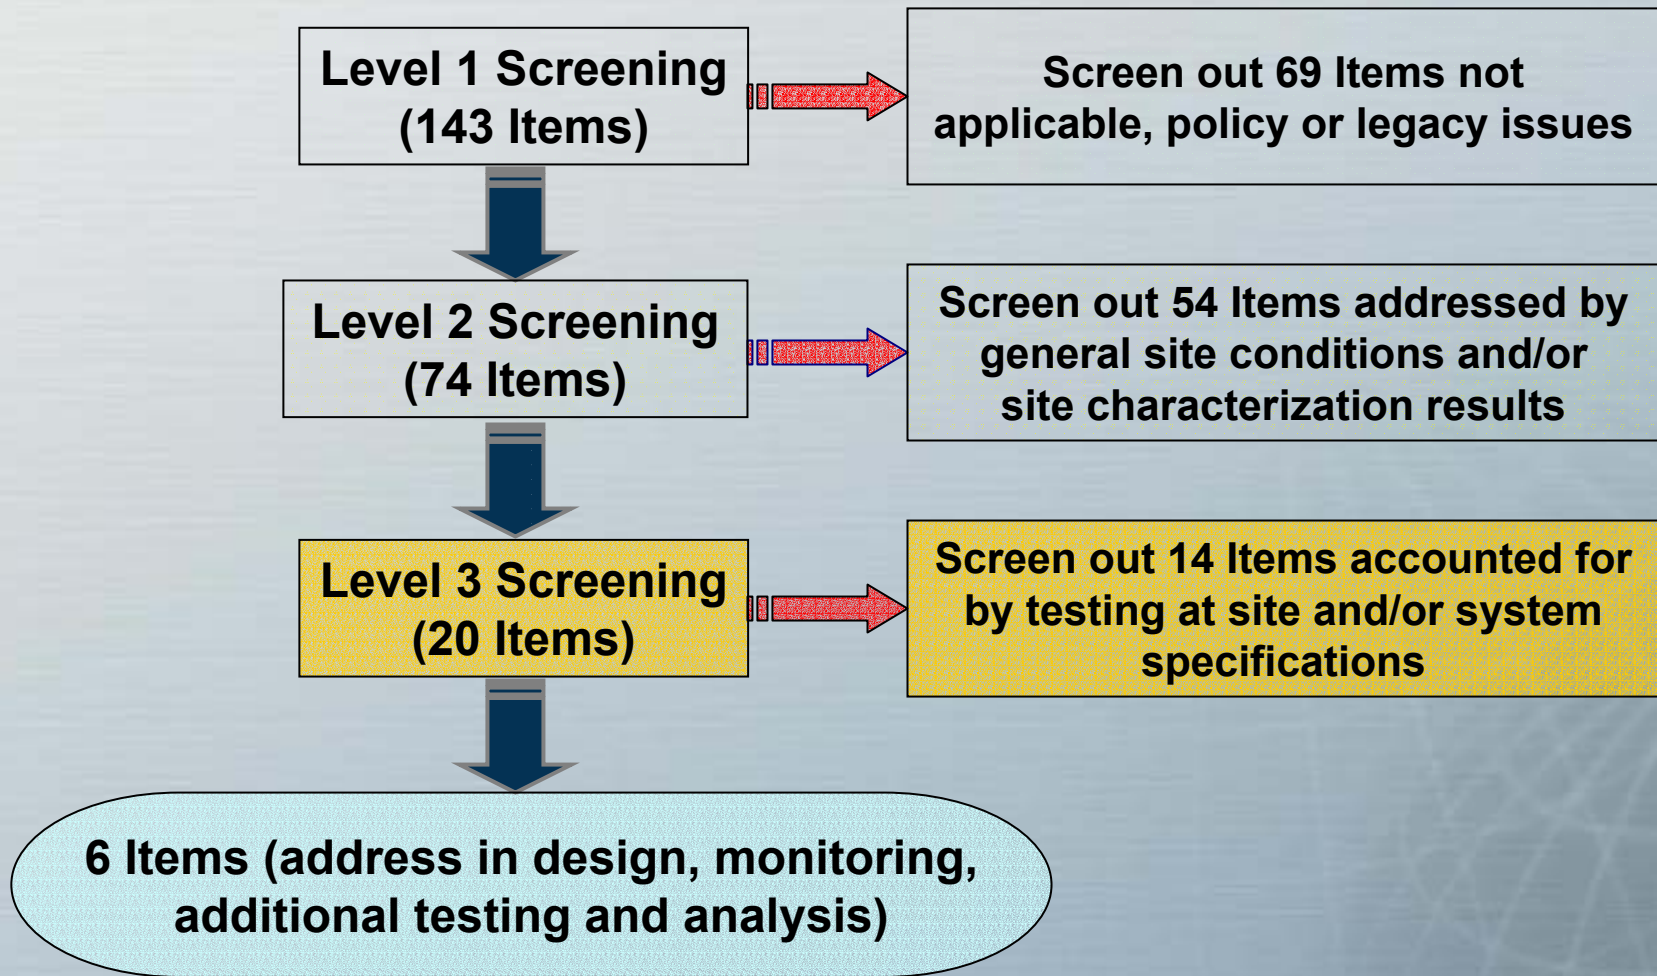 Level 1 Screening
(143 Items)
Screen out 69 Items not
applicable, policy or legacy issues
Level 2 Screening
(74 Items)
Screen out 54 Items addressed by
general site conditions and/or
site characterization results
Level 3 Screening
(20 Items)
Screen out 14 Items accounted for
by testing at site and/or system
specifications
6 Items (address in design, monitoring,
additional testing and analysis)